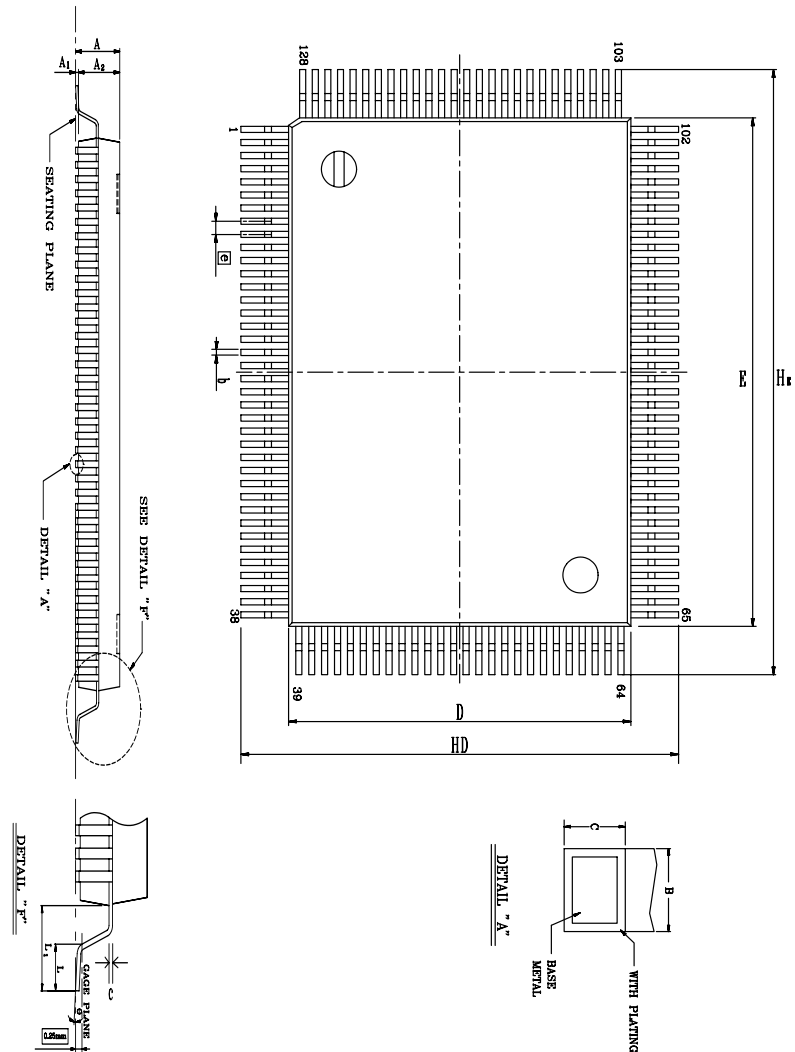 A
A1
A2
SEATING PLANE
DETAIL "A"
SEE DETAIL "F"
128
103
1
102
e
b
E
HE
38
65
39
64
D
HD
DETAIL "F"
L1
L
C
GAGE PLANE
θ
0.25mm
DETAIL "A"
C
B
BASE
METAL
WITH PLATING